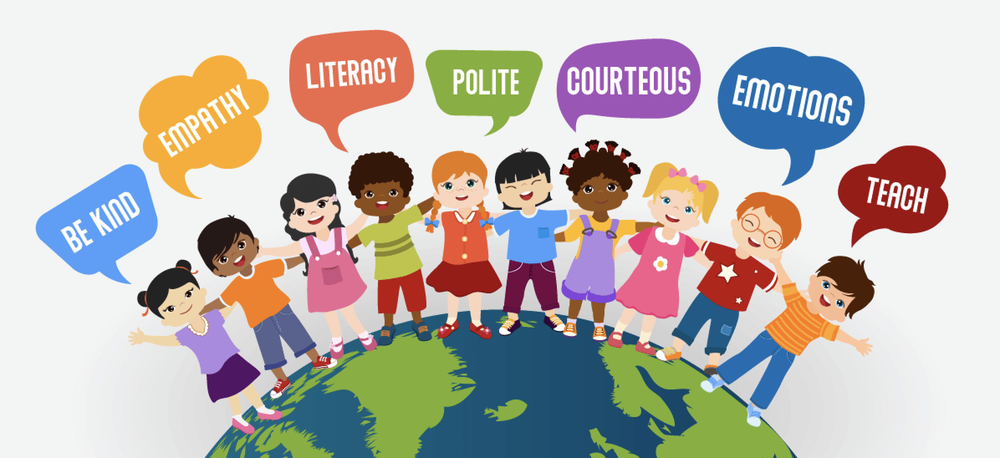 BE KIND
EMPATHY
LITERACY
POLITE
COURTEOUS
EMOTIONS
TEACH